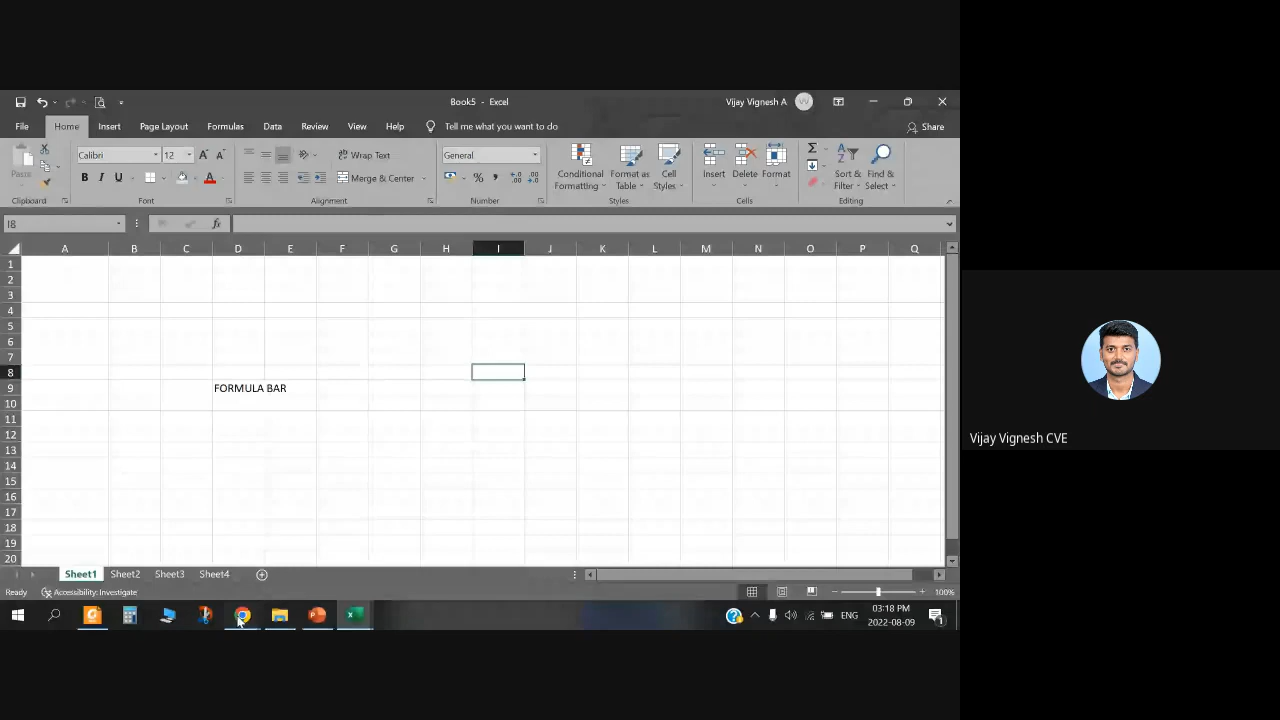 Book5 - Excel
Vijay Vignesh A
VV
File Home Insert Page Layout Formulas Data Review View Help Tell me what you want to do
Share
Paste
Calibri 12
B I U A
Wrap Text
Merge & Center
General
%
Conditional Formatting
Format as Table
Cell Styles
Insert
Delete
Format
Sort & Filter
Find & Select
Clipboard Font Alignment Number Styles Cells Editing
I8
fx
A B C D E F G H I J K L M N O P Q
1
2
3
4
5
6
7
8
9 FORMULA BAR
10
11
12
13
14
15
16
17
18
19
20
Sheet1 Sheet2 Sheet3 Sheet4
Ready Accessibility: Investigate
100%
ENG
03:18 PM
2022-08-09
1
Vijay Vignesh CVE